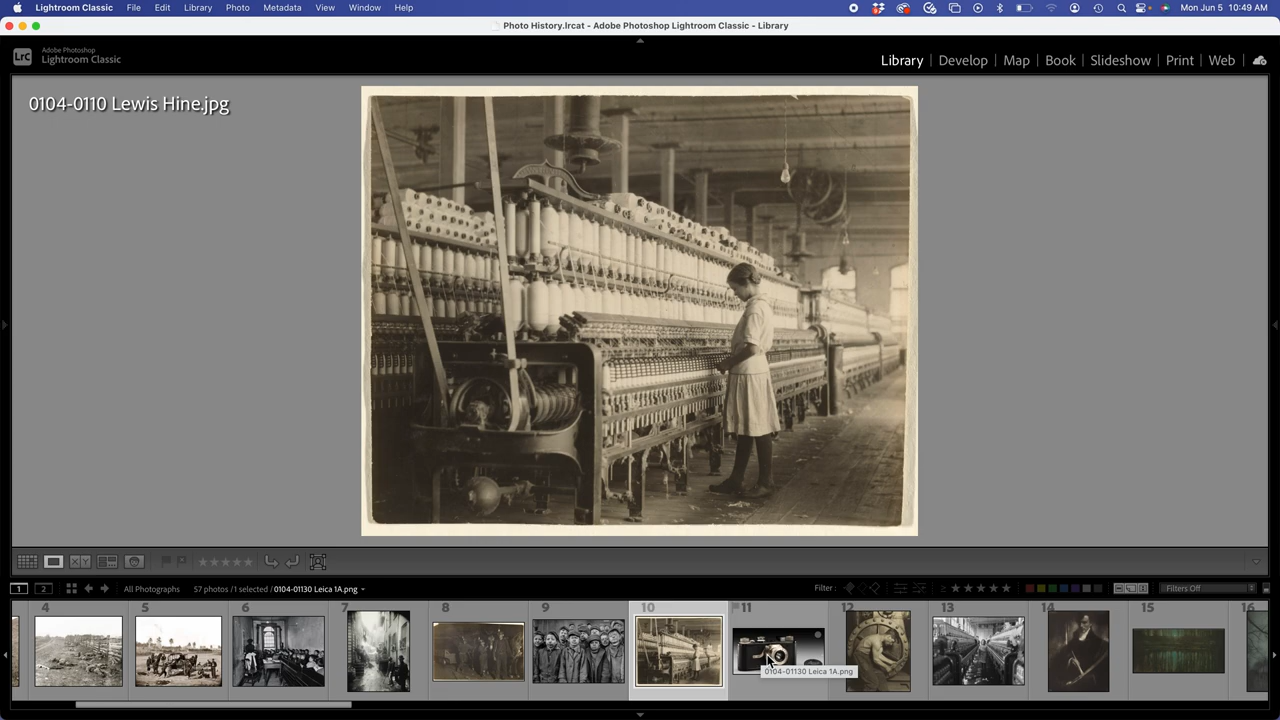 Lightroom Classic File Edit Library Photo Metadata View Window Help Mon Jun 5 10:49 AM
Photo History.lrcat - Adobe Photoshop Lightroom Classic - Library
LrC Adobe Photoshop
Lightroom Classic
Library | Develop | Map | Book | Slideshow | Print | Web
0104-0110 Lewis Hine.jpg
XY
1 2 All Photographs 57 photos / 1 selected / 0104-01130 Leica 1A.png Filter : ≥ Filters Off
4 5 6 7 8 9 10 11 12 13 14 15 16
0104-01130 Leica 1A.png